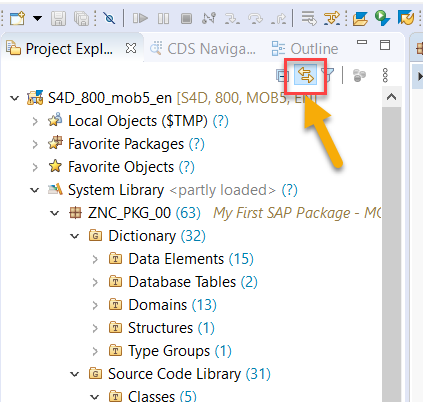 Project Expl...
CDS Naviga...
Outline
S4D_800_mob5_en [S4D, 800, MOB5, EN]
Local Objects ($TMP) (?)
Favorite Packages (?)
Favorite Objects (?)
System Library <partly loaded> (?)
ZNC_PKG_00 (63) My First SAP Package - MO
Dictionary (32)
Data Elements (15)
Database Tables (2)
Domains (13)
Structures (1)
Type Groups (1)
Source Code Library (31)
Classes (5)